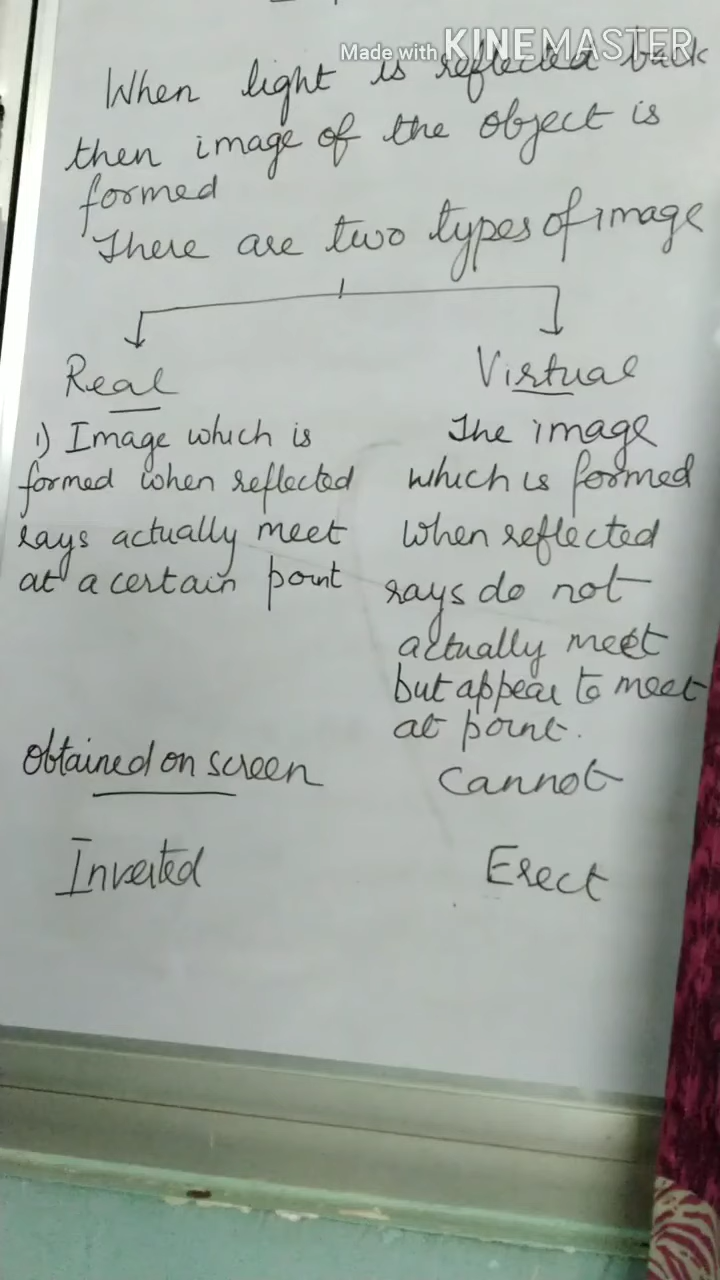 Made with KINEMASTER
When light is reflected back
then image of the object is
formed
There are two types of image
Real
1) Image which is
formed when reflected
rays actually meet
at a certain point
Obtained on screen
Inverted
Virtual
The image
which is formed
when reflected
rays do not
actually meet
but appear to meet
at point.
Cannot
Erect